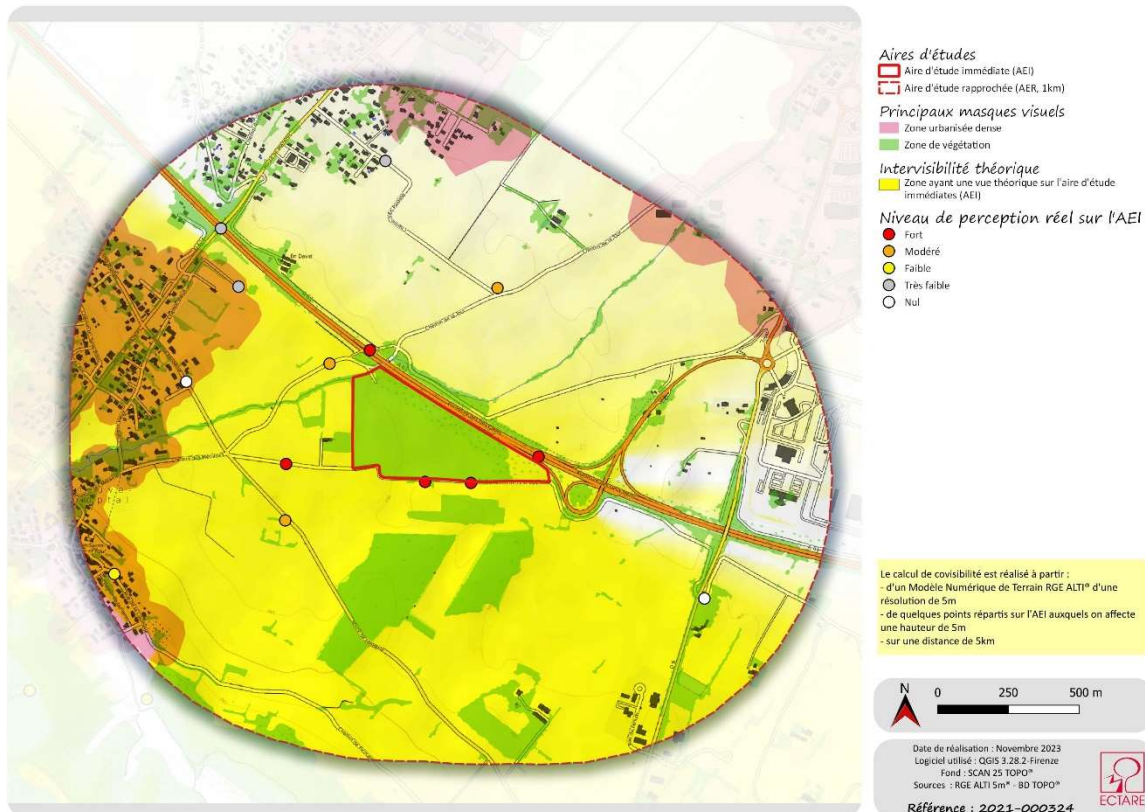 Aires d'études
Aire d'étude immédiate (AEI)
Aire d'étude rapprochée (AER, 1km)
Principaux masques visuels
Zone urbanisée dense
Zone de végétation
Intervisibilité théorique
Zone ayant une vue théorique sur l'aire d'étude
immédiates (AEI)
Niveau de perception réel sur l'AEI
Fort
Modéré
Faible
Très faible
Nul
Le calcul de covisibilité est réalisé à partir :
- d'un Modèle Numérique de Terrain RGE ALTI® d'une
résolution de 5m
- de quelques points répartis sur l'AEI auxquels on affecte
une hauteur de 5m
- sur une distance de 5km
N
0 250 500 m
Date de réalisation : Novembre 2023
Logiciel utilisé : QGIS 3.28.2-Firenze
Fond : SCAN 25 TOPO®
Sources : RGE ALTI 5m® - BD TOPO®
Référence : 2021-000324
ECTARE